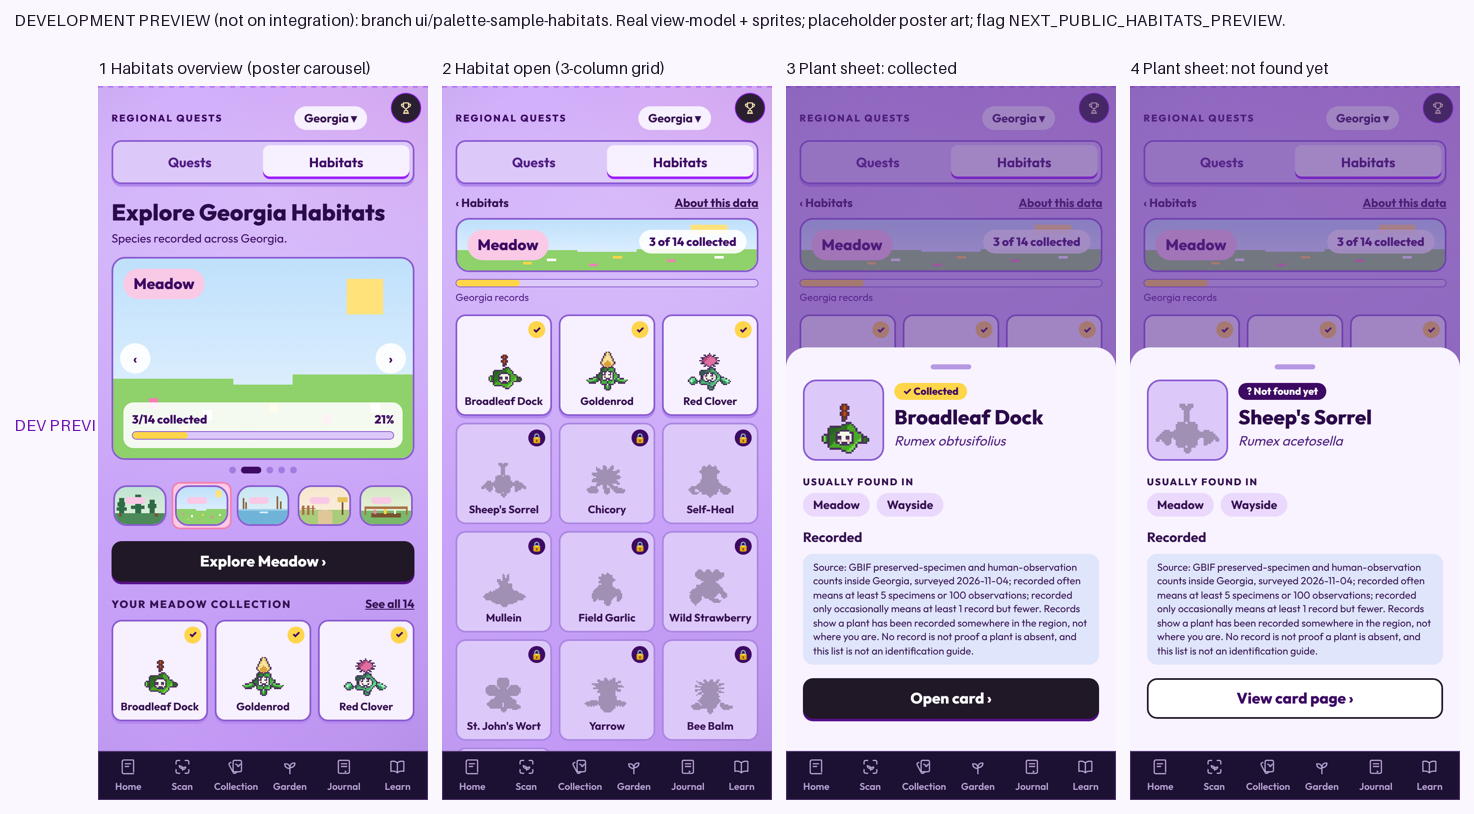 DEVELOPMENT PREVIEW (not on integration): branch ui/palette-sample-habitats. Real view-model + sprites; placeholder poster art; flag NEXT_PUBLIC_HABITATS_PREVIEW.
DEV PREVI
1 Habitats overview (poster carousel)
REGIONAL QUESTS
Georgia ▾
Quests
Habitats
Explore Georgia Habitats
Species recorded across Georgia.
Meadow
‹
›
3/14 collected
21%
Explore Meadow ›
YOUR MEADOW COLLECTION
See all 14
Broadleaf Dock
Goldenrod
Red Clover
Home
Scan
Collection
Garden
Journal
Learn
2 Habitat open (3-column grid)
REGIONAL QUESTS
Georgia ▾
Quests
Habitats
‹ Habitats
About this data
Meadow
3 of 14 collected
Georgia records
Broadleaf Dock
Goldenrod
Red Clover
Sheep's Sorrel
Chicory
Self-Heal
Mullein
Field Garlic
Wild Strawberry
St. John's Wort
Yarrow
Bee Balm
Home
Scan
Collection
Garden
Journal
Learn
3 Plant sheet: collected
REGIONAL QUESTS
Georgia ▾
Quests
Habitats
‹ Habitats
About this data
Meadow
3 of 14 collected
Georgia records
✓ Collected
Broadleaf Dock
Rumex obtusifolius
USUALLY FOUND IN
Meadow
Wayside
Recorded
Source: GBIF preserved-specimen and human-observation
counts inside Georgia, surveyed 2026-11-04; recorded often
means at least 5 specimens or 100 observations; recorded
only occasionally means at least 1 record but fewer. Records
show a plant has been recorded somewhere in the region, not
where you are. No record is not proof a plant is absent, and
this list is not an identification guide.
Open card ›
Home
Scan
Collection
Garden
Journal
Learn
4 Plant sheet: not found yet
REGIONAL QUESTS
Georgia ▾
Quests
Habitats
‹ Habitats
About this data
Meadow
3 of 14 collected
Georgia records
? Not found yet
Sheep's Sorrel
Rumex acetosella
USUALLY FOUND IN
Meadow
Wayside
Recorded
Source: GBIF preserved-specimen and human-observation
counts inside Georgia, surveyed 2026-11-04; recorded often
means at least 5 specimens or 100 observations; recorded
only occasionally means at least 1 record but fewer. Records
show a plant has been recorded somewhere in the region, not
where you are. No record is not proof a plant is absent, and
this list is not an identification guide.
View card page ›
Home
Scan
Collection
Garden
Journal
Learn